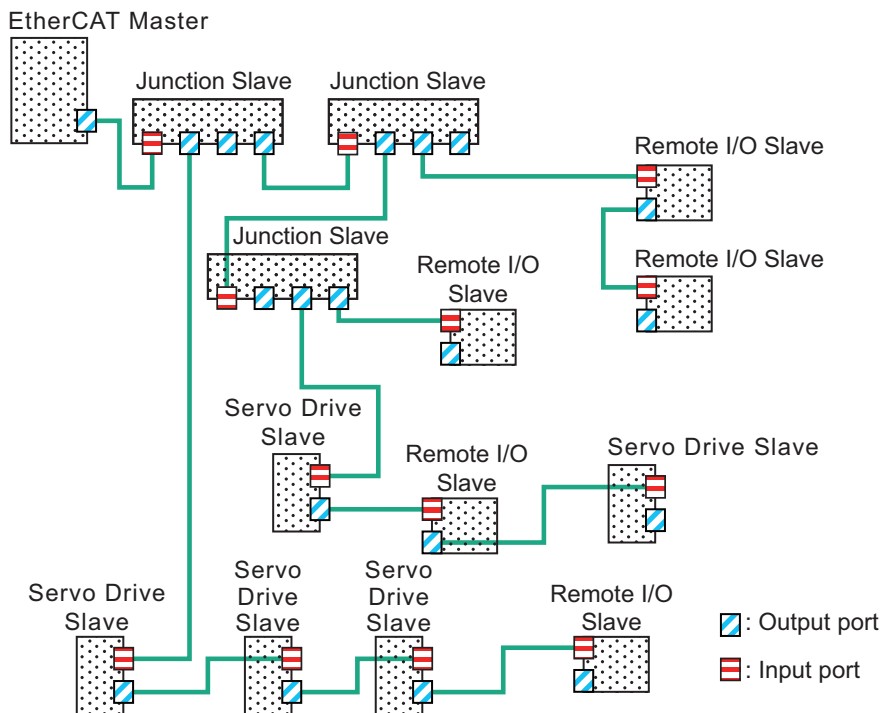 EtherCAT Master
Junction Slave
Junction Slave
Remote I/O Slave
Junction Slave
Remote I/O
Slave
Remote I/O Slave
Servo Drive
Slave
Remote I/O
Slave
Servo Drive Slave
Servo Drive
Slave
Servo
Drive
Slave
Servo
Drive
Slave
Remote I/O
Slave
: Output port
: Input port